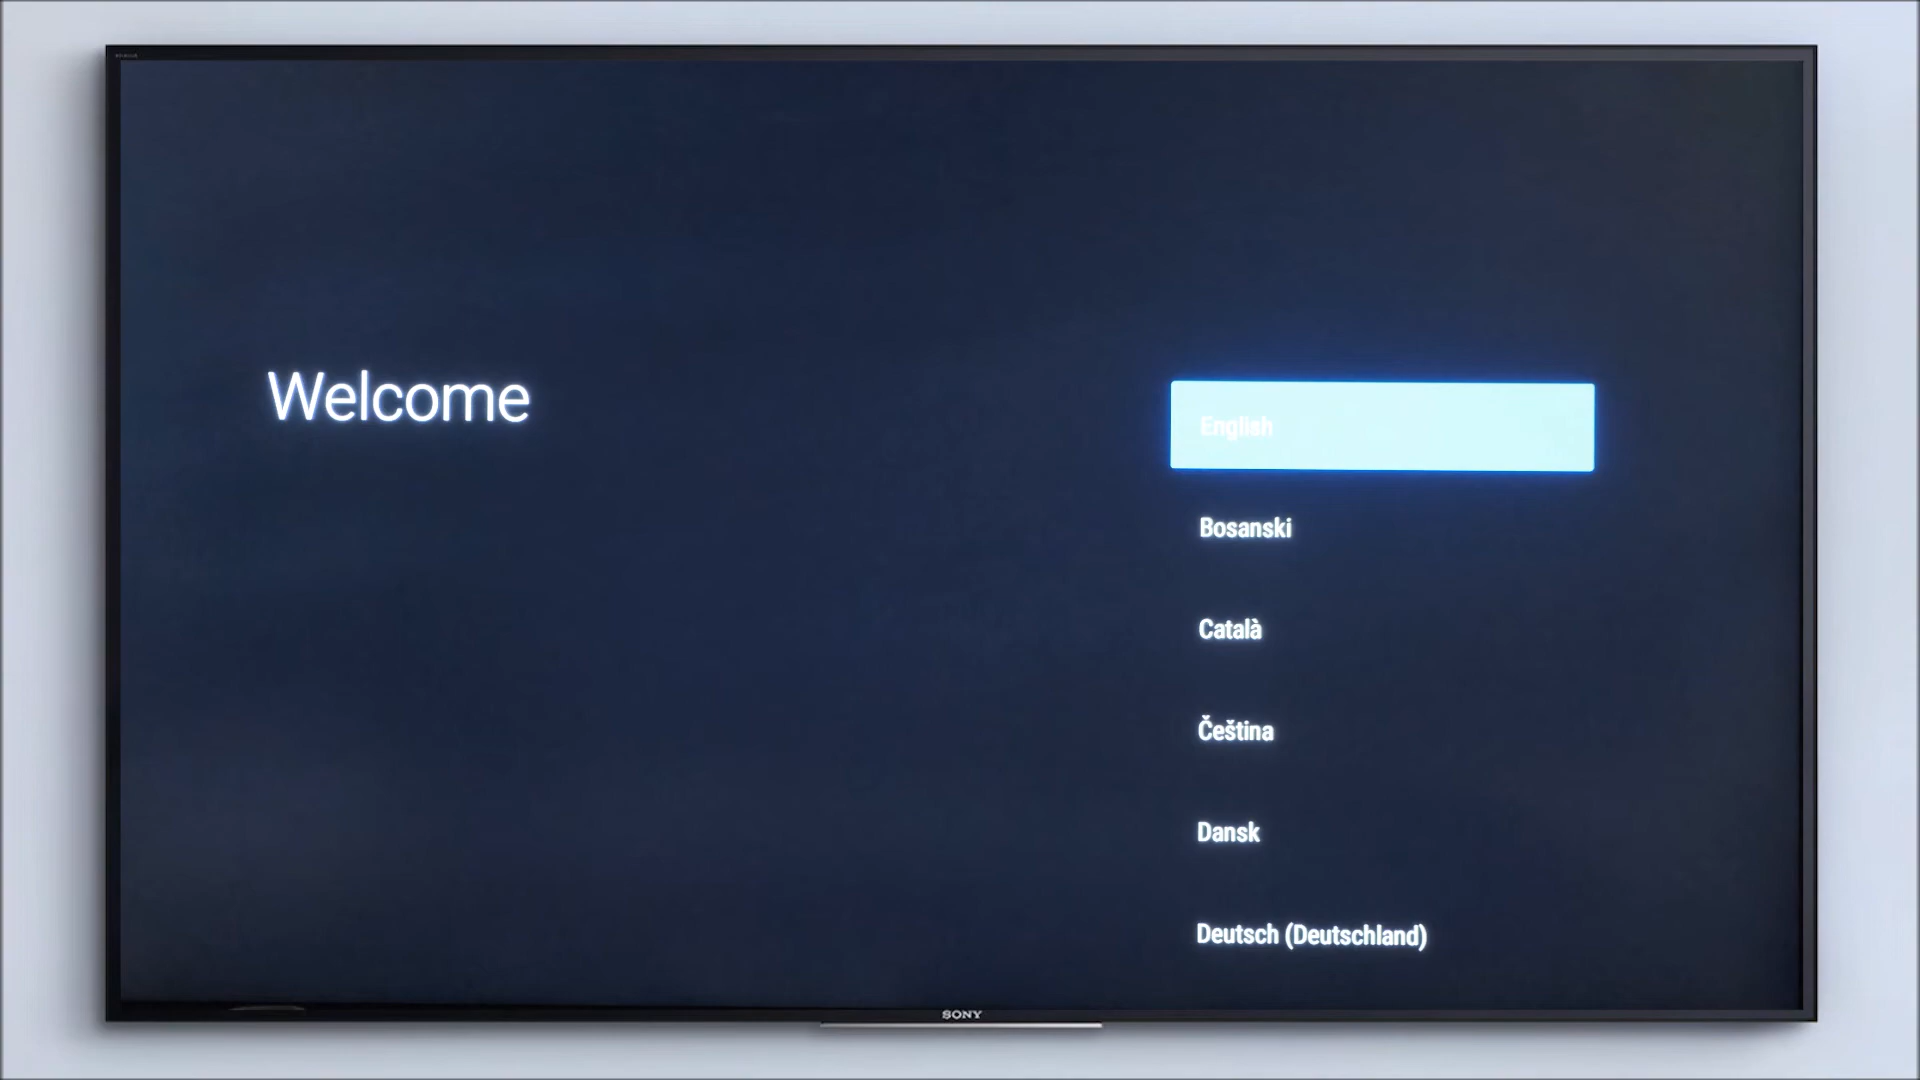 Welcome
English
Bosanski
Català
Čeština
Dansk
Deutsch (Deutschland)
SONY